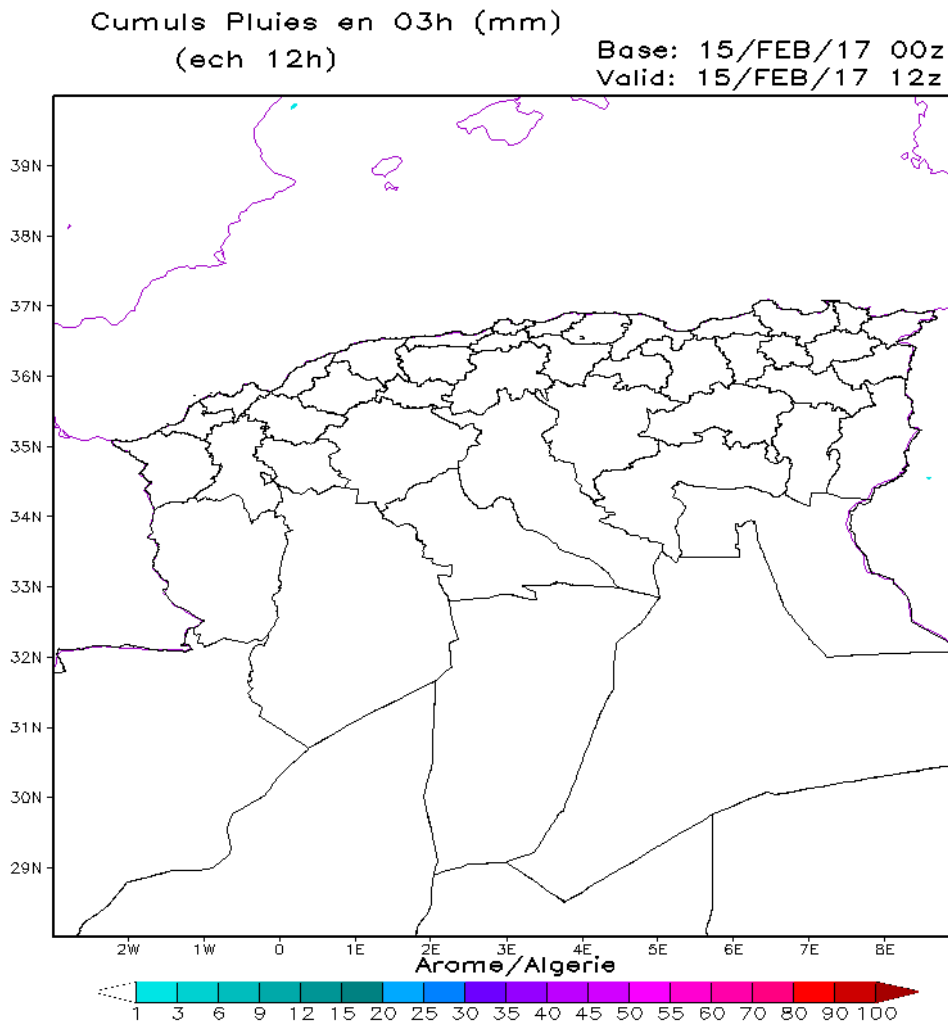 Cumuls Pluies en 03h (mm)
(ech 12h)
Base: 15/FEB/17 00z
Valid: 15/FEB/17 12z
39N
38N
37N
36N
35N
34N
33N
32N
31N
30N
29N
2W 1W 0 1E 2E 3E 4E 5E 6E 7E 8E
Arome/Algerie
1 3 6 9 12 15 20 25 30 35 40 45 50 55 60 70 80 90 100